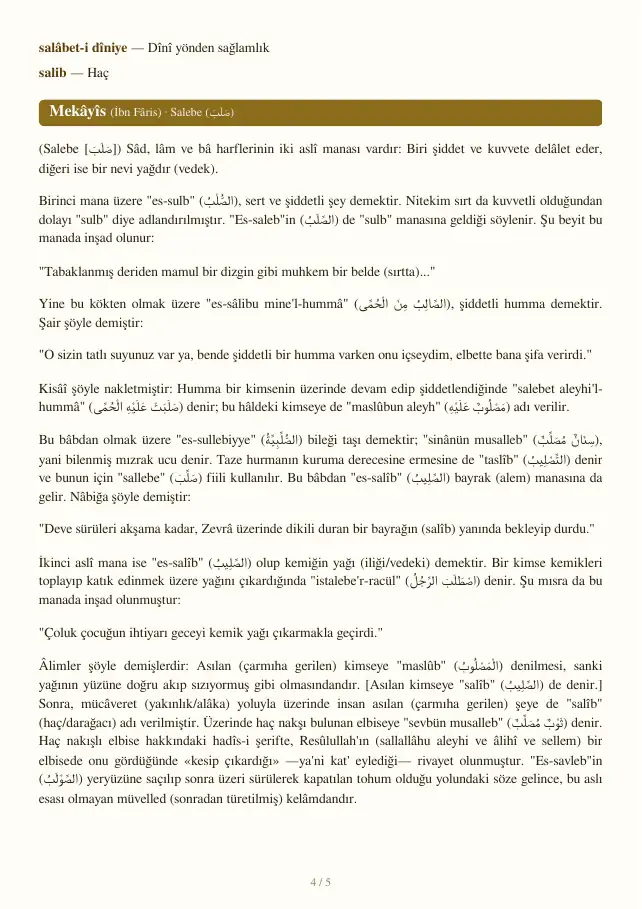 salâbet-i dîniye — Dînî yönden sağlamlık
salib — Haç
Mekâyîs (İbn Fâris) · Salebe (صَلَبَ)
(Salebe [صَلَبَ]) Sâd, lâm ve bâ harflerinin iki aslî manası vardır: Biri şiddet ve kuvvete delâlet eder,
diğeri ise bir nevi yağdır (vedek).
Birinci mana üzere "es-sulb" (الصُّلْبُ), sert ve şiddetli şey demektir. Nitekim sırt da kuvvetli olduğundan
dolayı "sulb" diye adlandırılmıştır. "Es-saleb"in (الصَّلَبُ) de "sulb" manasına geldiği söylenir. Şu beyit bu
manada inşad olunur:
"Tabaklanmış deriden mamul bir dizgin gibi muhkem bir belde (sırtta)..."
Yine bu kökten olmak üzere "es-sâlibu mine'l-hummâ" (الصَّالِبُ مِنَ الْحُمَّى), şiddetli humma demektir.
Şair şöyle demiştir:
"O sizin tatlı suyunuz var ya, bende şiddetli bir humma varken onu içseydim, elbette bana şifa verirdi."
Kisâî şöyle nakletmiştir: Humma bir kimsenin üzerinde devam edip şiddetlendiğinde "salebet aleyhi'l-
hummâ" (صَلَبَتْ عَلَيْهِ الْحُمَّى) denir; bu hâldeki kimseye de "maslûbun aleyh" (مَصْلُوبٌ عَلَيْهِ) adı verilir.
Bu bâbdan olmak üzere "es-sullebiyye" (الصُّلَّبِيَّةُ) bileği taşı demektir; "sinânün musalleb" (سِنَانٌ مُصَلَّبٌ),
yani bilenmiş mızrak ucu denir. Taze hurmanın kuruma derecesine ermesine de "taslîb" (التَّصْلِيبُ) denir
ve bunun için "sallebe" (صَلَّبَ) fiili kullanılır. Bu bâbdan "es-salîb" (الصَّلِيبُ) bayrak (alem) manasına da
gelir. Nâbiğa şöyle demiştir:
"Deve sürüleri akşama kadar, Zevrâ üzerinde dikili duran bir bayrağın (salîb) yanında bekleyip durdu."
İkinci aslî mana ise "es-salîb" (الصَّلِيبُ) olup kemiğin yağı (iliği/vedeki) demektir. Bir kimse kemikleri
toplayıp katık edinmek üzere yağını çıkardığında "istalebe'r-racül" (اصْطَلَبَ الرَّجُلُ) denir. Şu mısra da bu
manada inşad olunmuştur:
"Çoluk çocuğun ihtiyarı geceyi kemik yağı çıkarmakla geçirdi."
Âlimler şöyle demişlerdir: Asılan (çarmıha gerilen) kimseye "maslûb" (الْمَصْلُوبُ) denilmesi, sanki
yağının yüzüne doğru akıp sızıyormuş gibi olmasındandır. [Asılan kimseye "salîb" (الصَّلِيبُ) de denir.]
Sonra, mücâveret (yakınlık/alâka) yoluyla üzerinde insan asılan (çarmıha gerilen) şeye de "salîb"
(haç/darağacı) adı verilmiştir. Üzerinde haç nakşı bulunan elbiseye "sevbün musalleb" (ثَوْبٌ مُصَلَّبٌ) denir.
Haç nakışlı elbise hakkındaki hadîs-i şerifte, Resûlullah'ın (sallallâhu aleyhi ve âlihî ve sellem) bir
elbisede onu gördüğünde «kesip çıkardığı» —ya'ni kat' eylediği— rivayet olunmuştur. "Es-savleb"in
(الصَّوْلَبُ) yeryüzüne saçılıp sonra üzeri sürülerek kapatılan tohum olduğu yolundaki söze gelince, bu aslı
esası olmayan müvelled (sonradan türetilmiş) kelâmdandır.
4 / 5